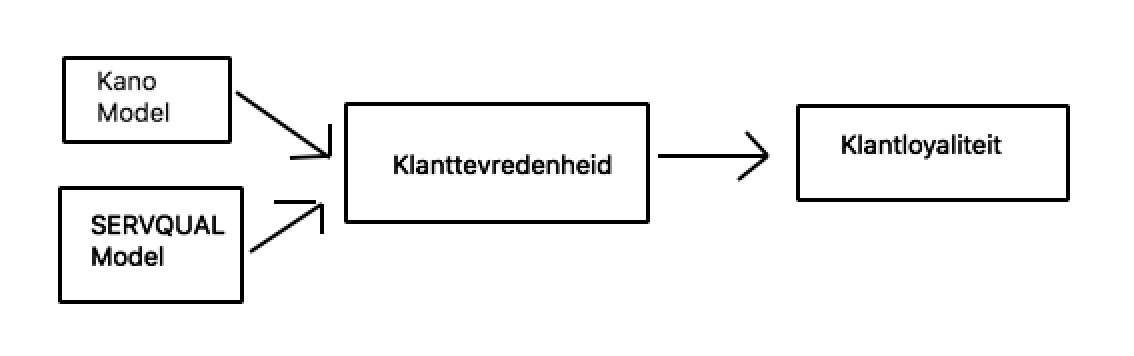 Kano
Model
SERVQUAL
Model
Klanttevredenheid
Klantloyaliteit